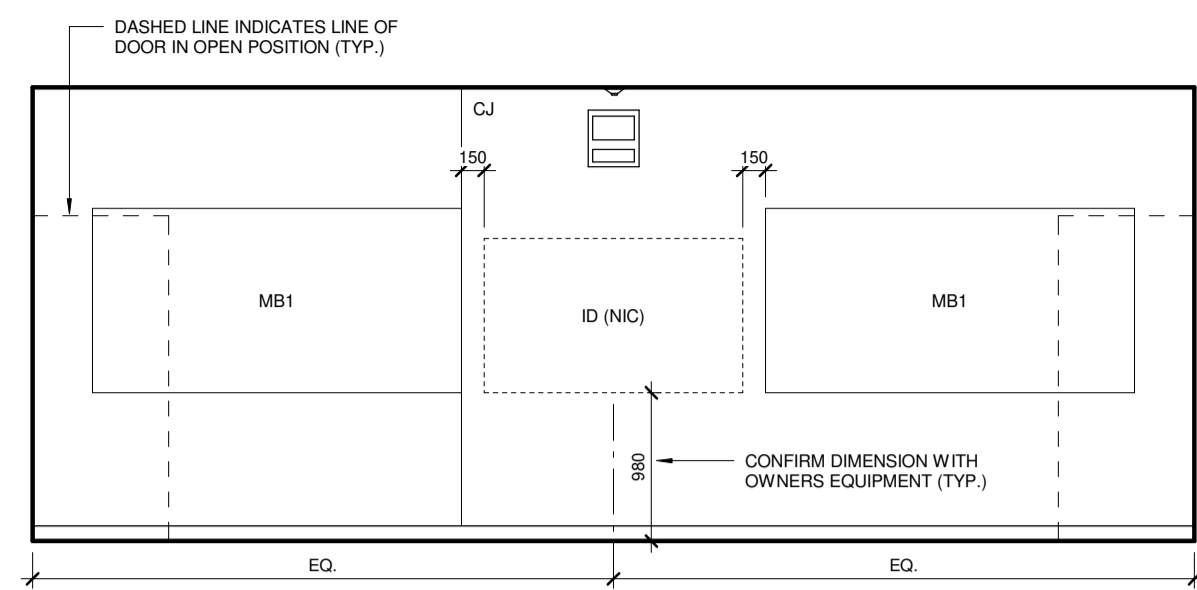 DASHED LINE INDICATES LINE OF
DOOR IN OPEN POSITION (TYP.)
CJ
150
150
MB1
ID (NIC)
MB1
980
CONFIRM DIMENSION WITH
OWNERS EQUIPMENT (TYP.)
EQ.
EQ.